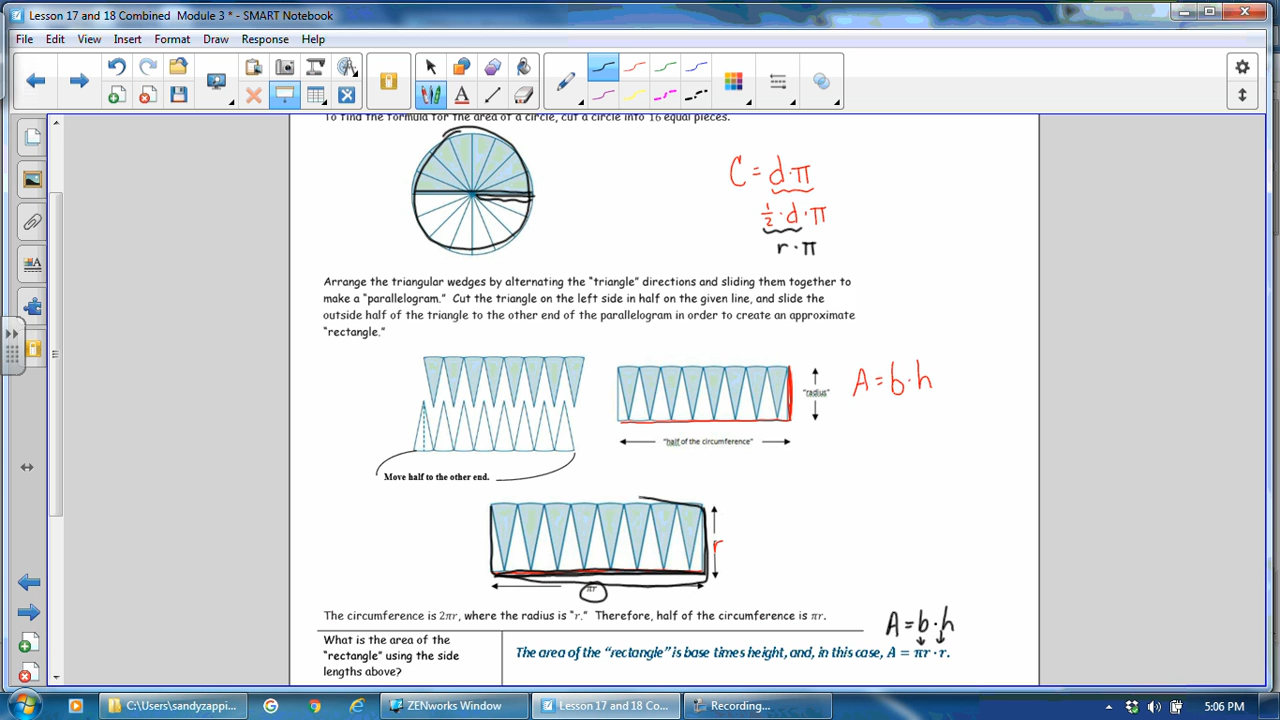 Lesson 17 and 18 Combined Module 3 * - SMART Notebook
File Edit View Insert Format Draw Response Help
To find the formula for the area of a circle, cut a circle into 16 equal pieces.
C = d·π
½·d·π
r·π
Arrange the triangular wedges by alternating the "triangle" directions and sliding them together to
make a "parallelogram." Cut the triangle on the left side in half on the given line, and slide the
outside half of the triangle to the other end of the parallelogram in order to create an approximate
"rectangle."
"radius"
A = b·h
"half of the circumference"
Move half to the other end.
r
πr
The circumference is 2πr, where the radius is "r." Therefore, half of the circumference is πr.
A = b·h
What is the area of the
"rectangle" using the side
lengths above?
The area of the "rectangle" is base times height, and, in this case, A = πr · r.
C:\Users\sandyzappi... ZENworks Window Lesson 17 and 18 Co... Recording...
5:06 PM